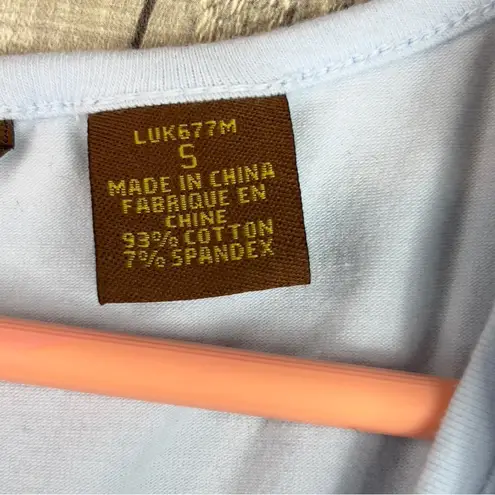 LUK677M
S
MADE IN CHINA
FABRIQUE EN
CHINE
93% COTTON
7% SPANDEX